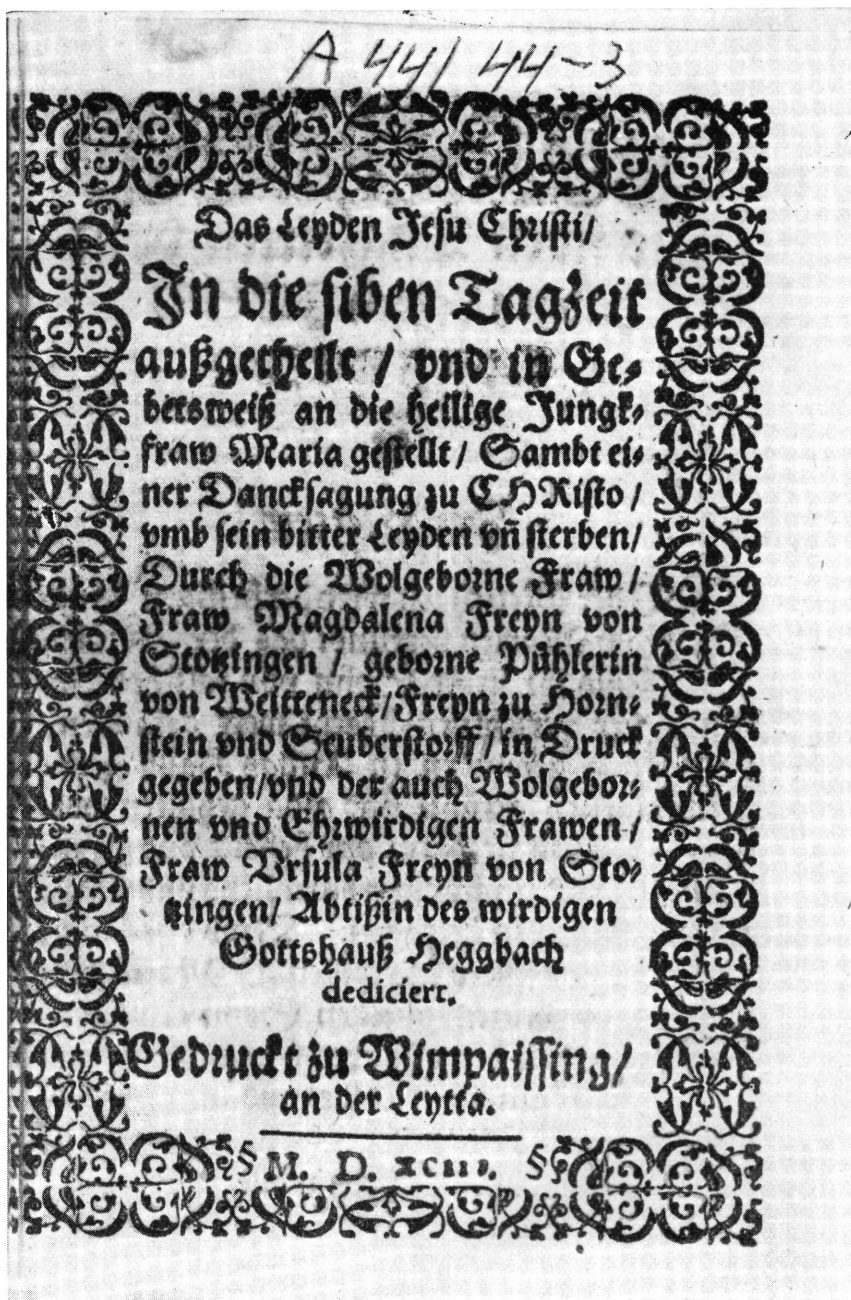 A 44/44-3
Das Leyden Jesu Christi/
In die siben Tagzeit
außgetheilt / vnd in Ge⸗
betsweiß an die heilige Jungk⸗
fraw Maria gestellt / Sambt ei⸗
ner Dancksagung zu CHRisto /
vmb sein bitter Leyden vñ sterben/
Durch die Wolgeborne Fraw /
Fraw Magdalena Freyn von
Stotzingen / geborne Pühlerin
von Weitteneck/Freyn zu Horn⸗
stein vnd Seuberstorff/in Druck
gegeben/vnd der auch Wolgebor⸗
nen vnd Ehrwirdigen Frawen /
Fraw Vrsula Freyn von Sto⸗
tzingen/ Abtißin des wirdigen
Gottshauß Heggbach
dediciert.
Gedruckt zu Wimpaissing/
an der Leytta.
§ M. D. XCIII. §